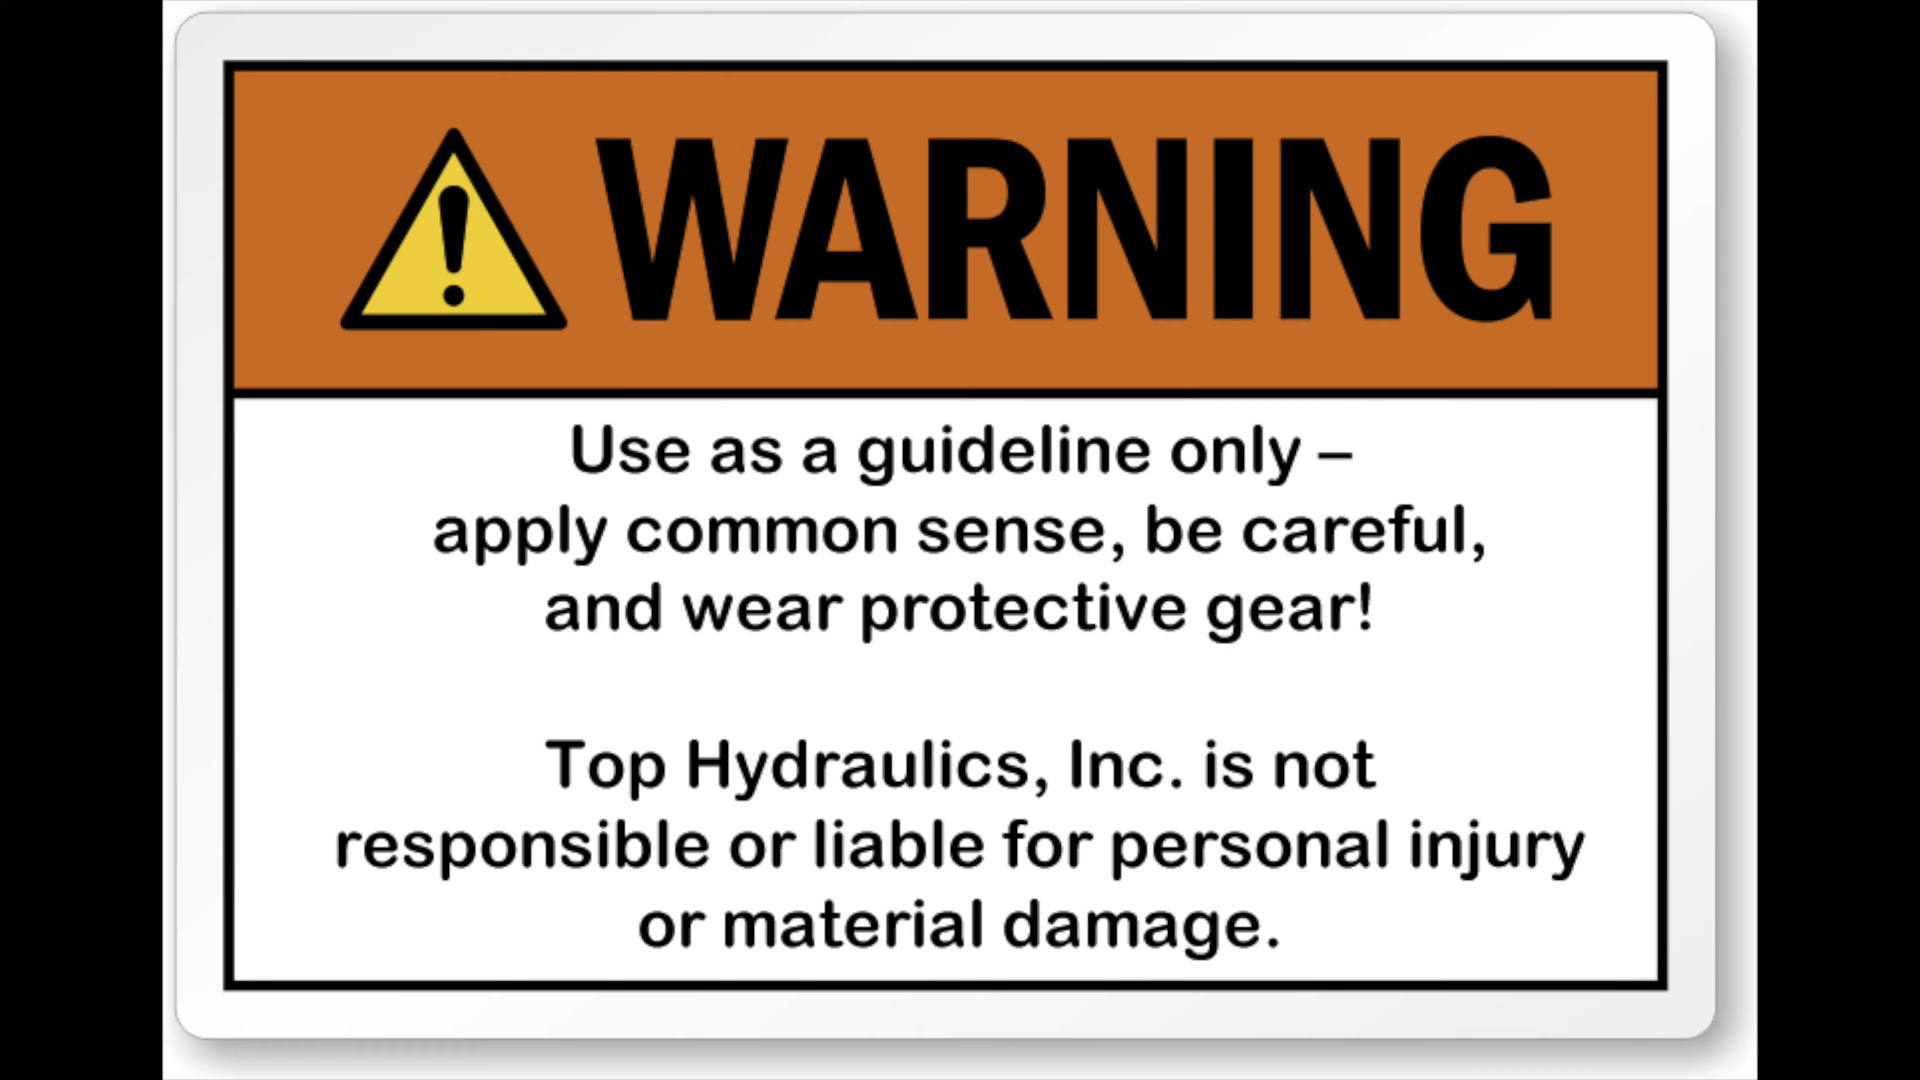 WARNING
Use as a guideline only –
apply common sense, be careful,
and wear protective gear!
Top Hydraulics, Inc. is not
responsible or liable for personal injury
or material damage.